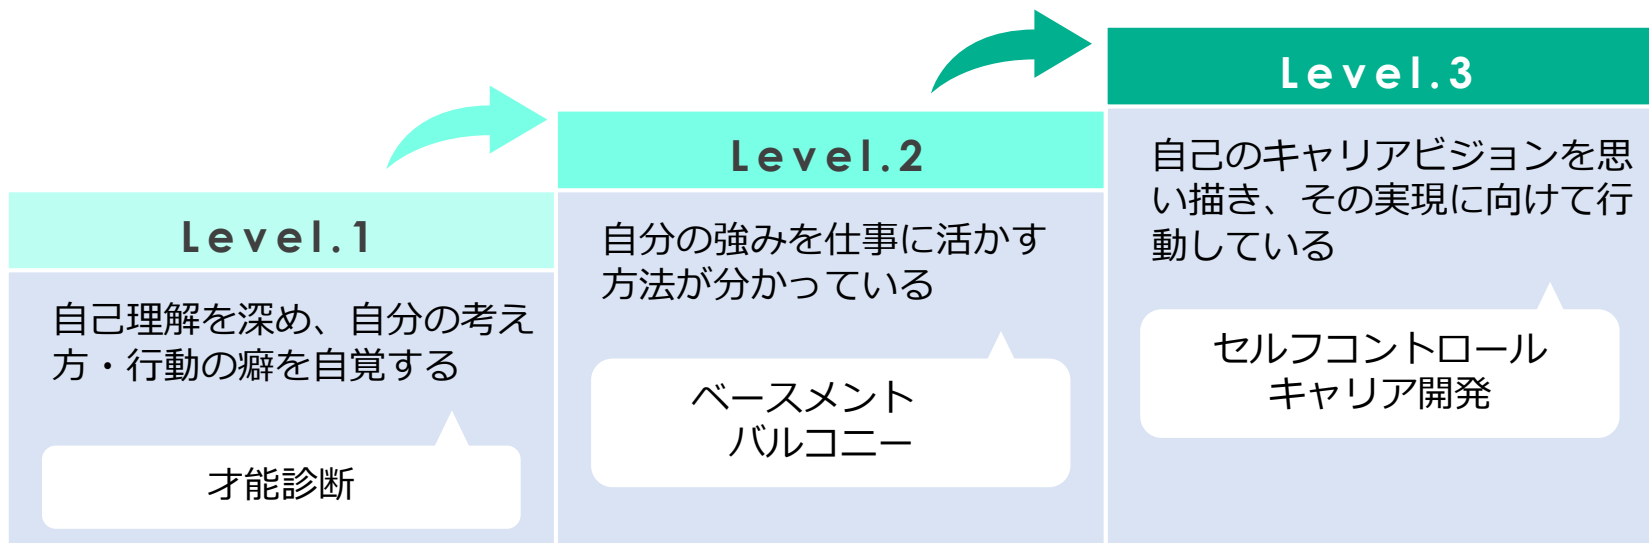 Level.1
自己理解を深め、自分の考え
方・行動の癖を自覚する
才能診断
Level.2
自分の強みを仕事に活かす
方法が分かっている
ベースメント
バルコニー
Level.3
自己のキャリアビジョンを思
い描き、その実現に向けて行
動している
セルフコントロール
キャリア開発